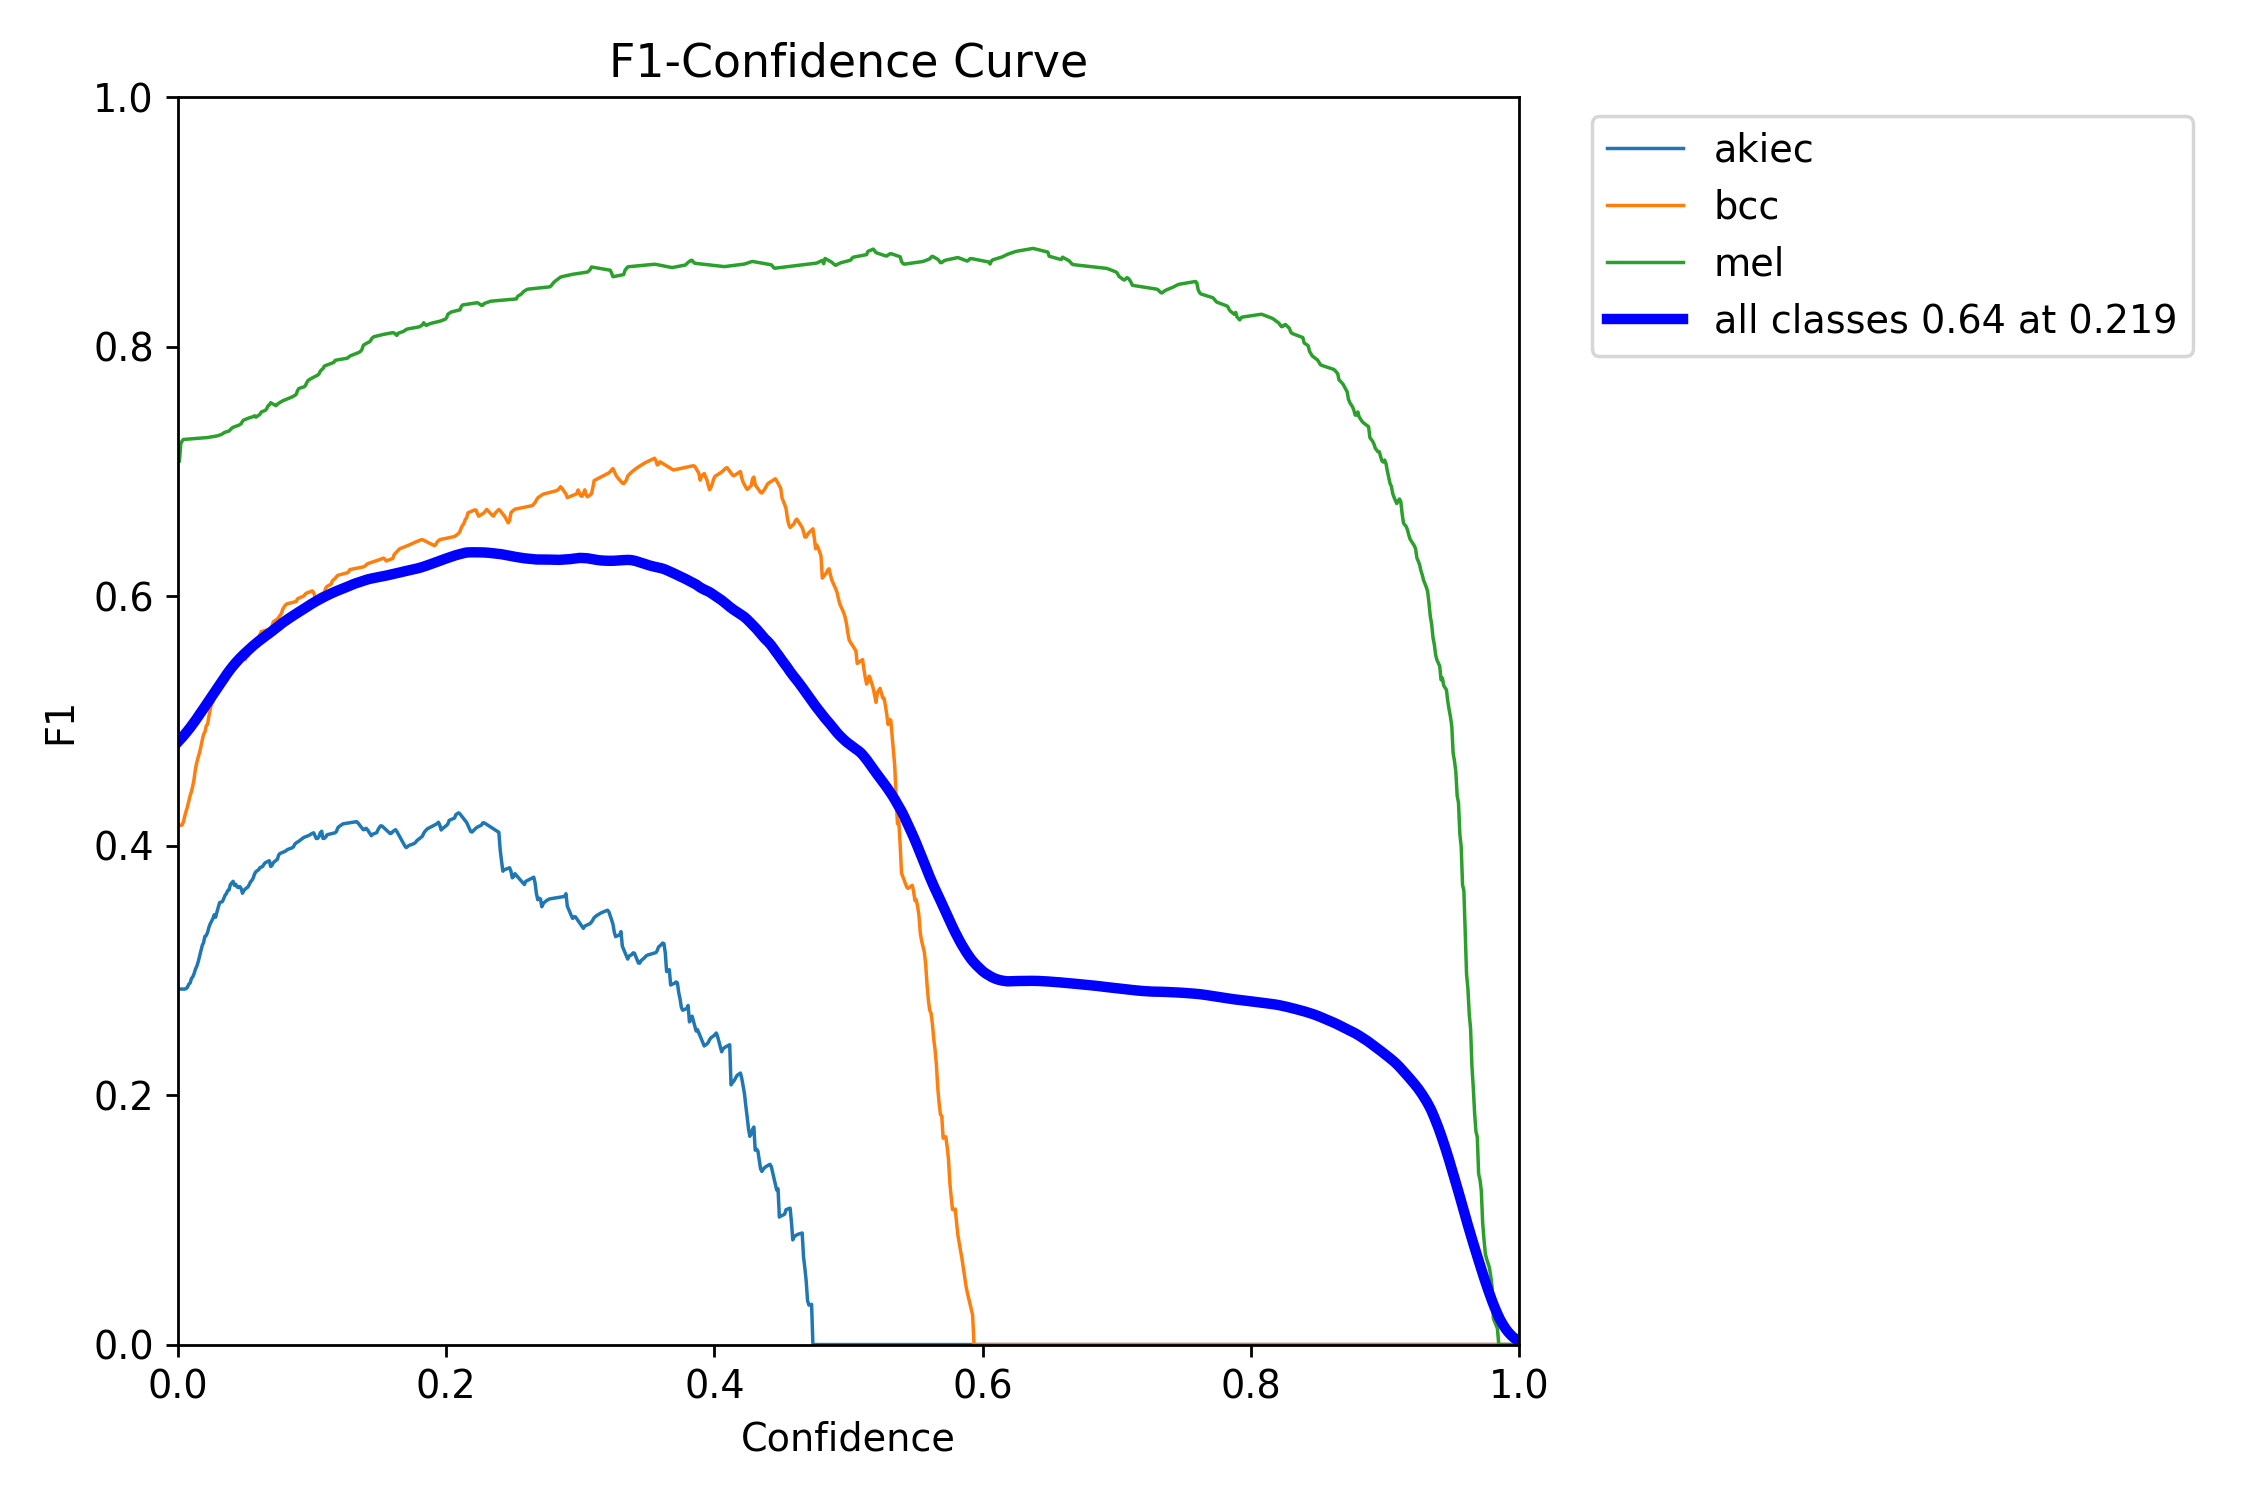 F1-Confidence Curve
1.0
0.8
0.6
0.4
0.2
0.0
F1
0.0 0.2 0.4 0.6 0.8 1.0
Confidence
akiec
bcc
mel
all classes 0.64 at 0.219